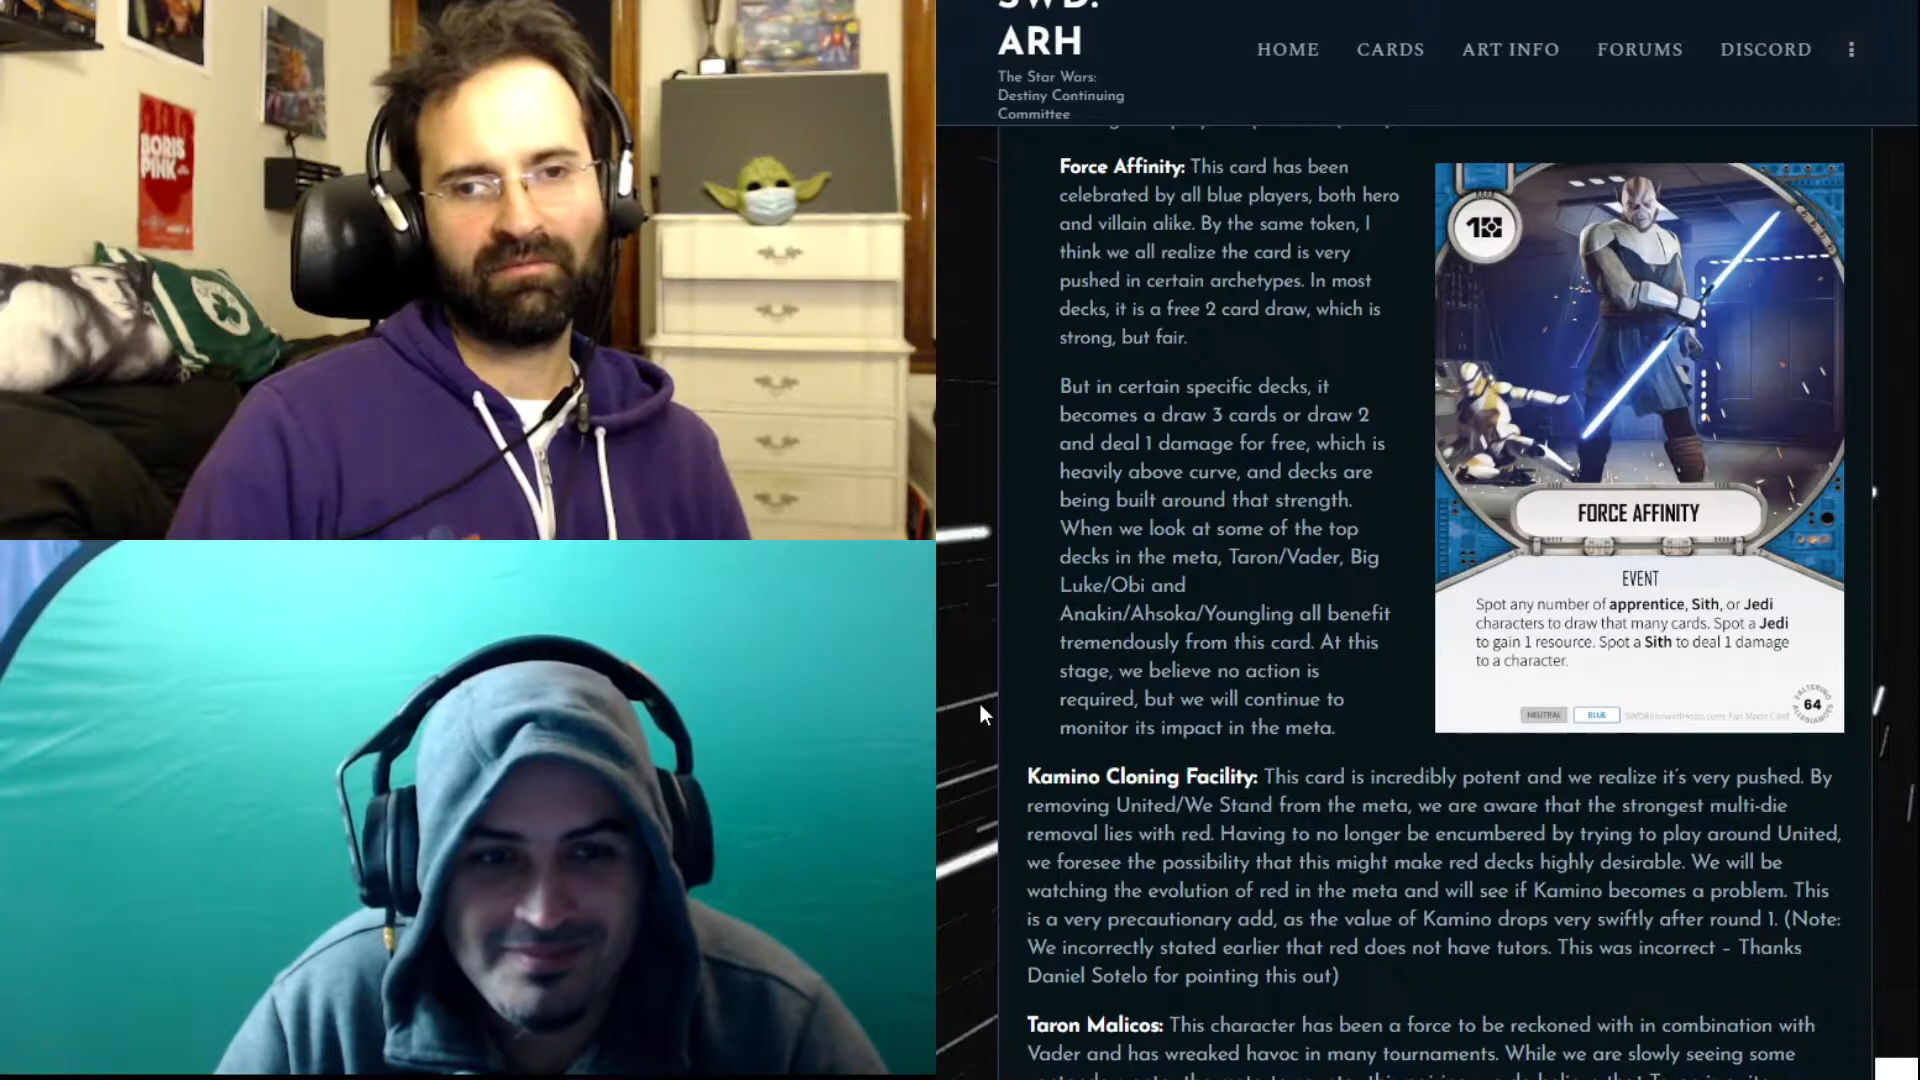 BORIS
PINK
SWD:
ARH
The Star Wars:
Destiny Continuing
Committee
HOME CARDS ART INFO FORUMS DISCORD
Force Affinity: This card has been
celebrated by all blue players, both hero
and villain alike. By the same token, I
think we all realize the card is very
pushed in certain archetypes. In most
decks, it is a free 2 card draw, which is
strong, but fair.
But in certain specific decks, it
becomes a draw 3 cards or draw 2
and deal 1 damage for free, which is
heavily above curve, and decks are
being built around that strength.
When we look at some of the top
decks in the meta, Taron/Vader, Big
Luke/Obi and
Anakin/Ahsoka/Youngling all benefit
tremendously from this card. At this
stage, we believe no action is
required, but we will continue to
monitor its impact in the meta.
1
FORCE AFFINITY
EVENT
Spot any number of apprentice, Sith, or Jedi
characters to draw that many cards. Spot a Jedi
to gain 1 resource. Spot a Sith to deal 1 damage
to a character.
NEUTRAL BLUE
FALTERING
64
ALLEGIANCES
Kamino Cloning Facility: This card is incredibly potent and we realize it's very pushed. By
removing United/We Stand from the meta, we are aware that the strongest multi-die
removal lies with red. Having to no longer be encumbered by trying to play around United,
we foresee the possibility that this might make red decks highly desirable. We will be
watching the evolution of red in the meta and will see if Kamino becomes a problem. This
is a very precautionary add, as the value of Kamino drops very swiftly after round 1. (Note:
We incorrectly stated earlier that red does not have tutors. This was incorrect – Thanks
Daniel Sotelo for pointing this out)
Taron Malicos: This character has been a force to be reckoned with in combination with
Vader and has wreaked havoc in many tournaments. While we are slowly seeing some